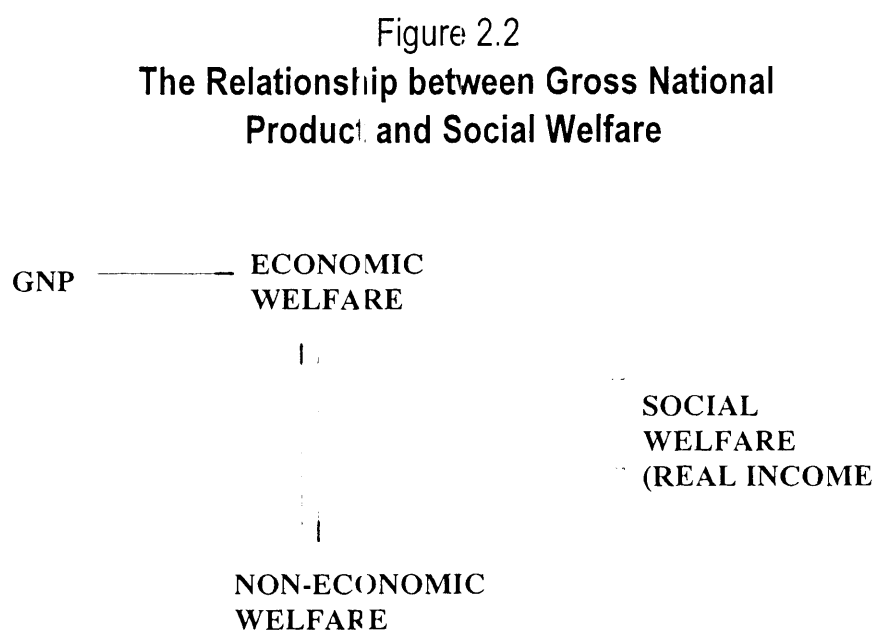 Figure 2.2
The Relationship between Gross National
Product and Social Welfare
GNP
ECONOMIC
WELFARE
SOCIAL
WELFARE
(REAL INCOME
NON-ECONOMIC
WELFARE